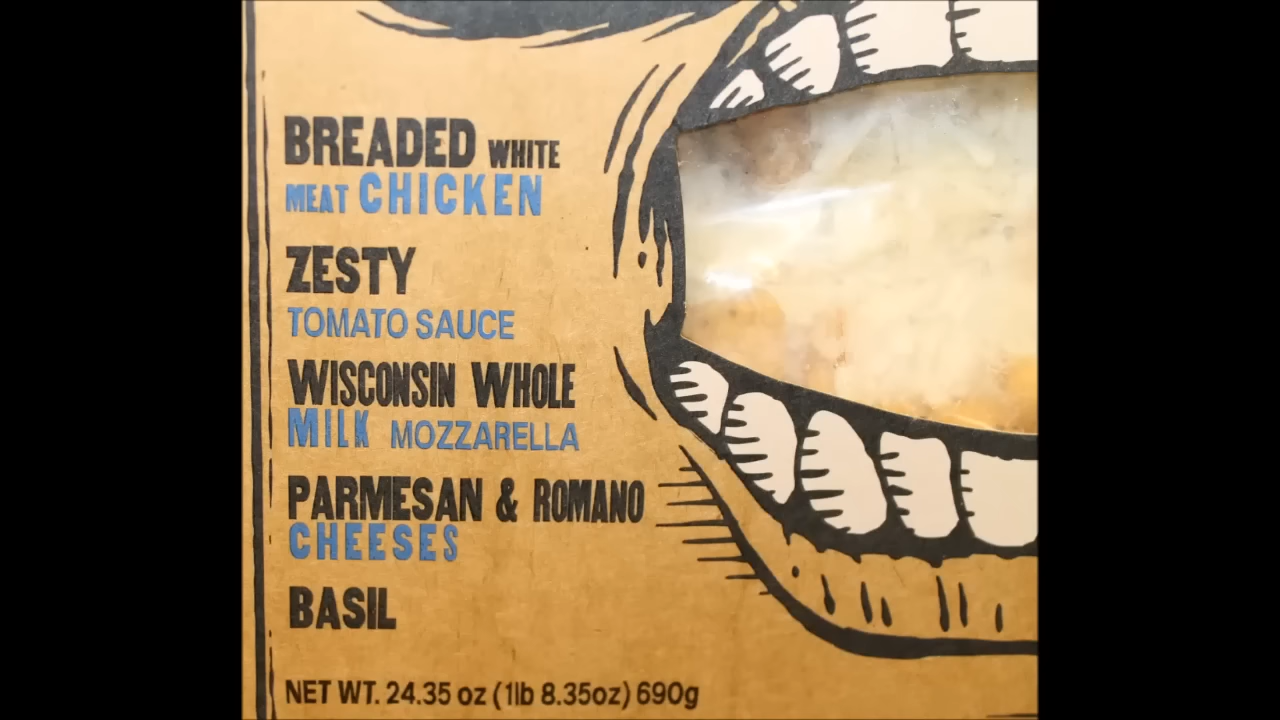 BREADED WHITE
MEAT CHICKEN
ZESTY
TOMATO SAUCE
WISCONSIN WHOLE
MILK MOZZARELLA
PARMESAN & ROMANO
CHEESES
BASIL
NET WT. 24.35 oz (1lb 8.35oz) 690g